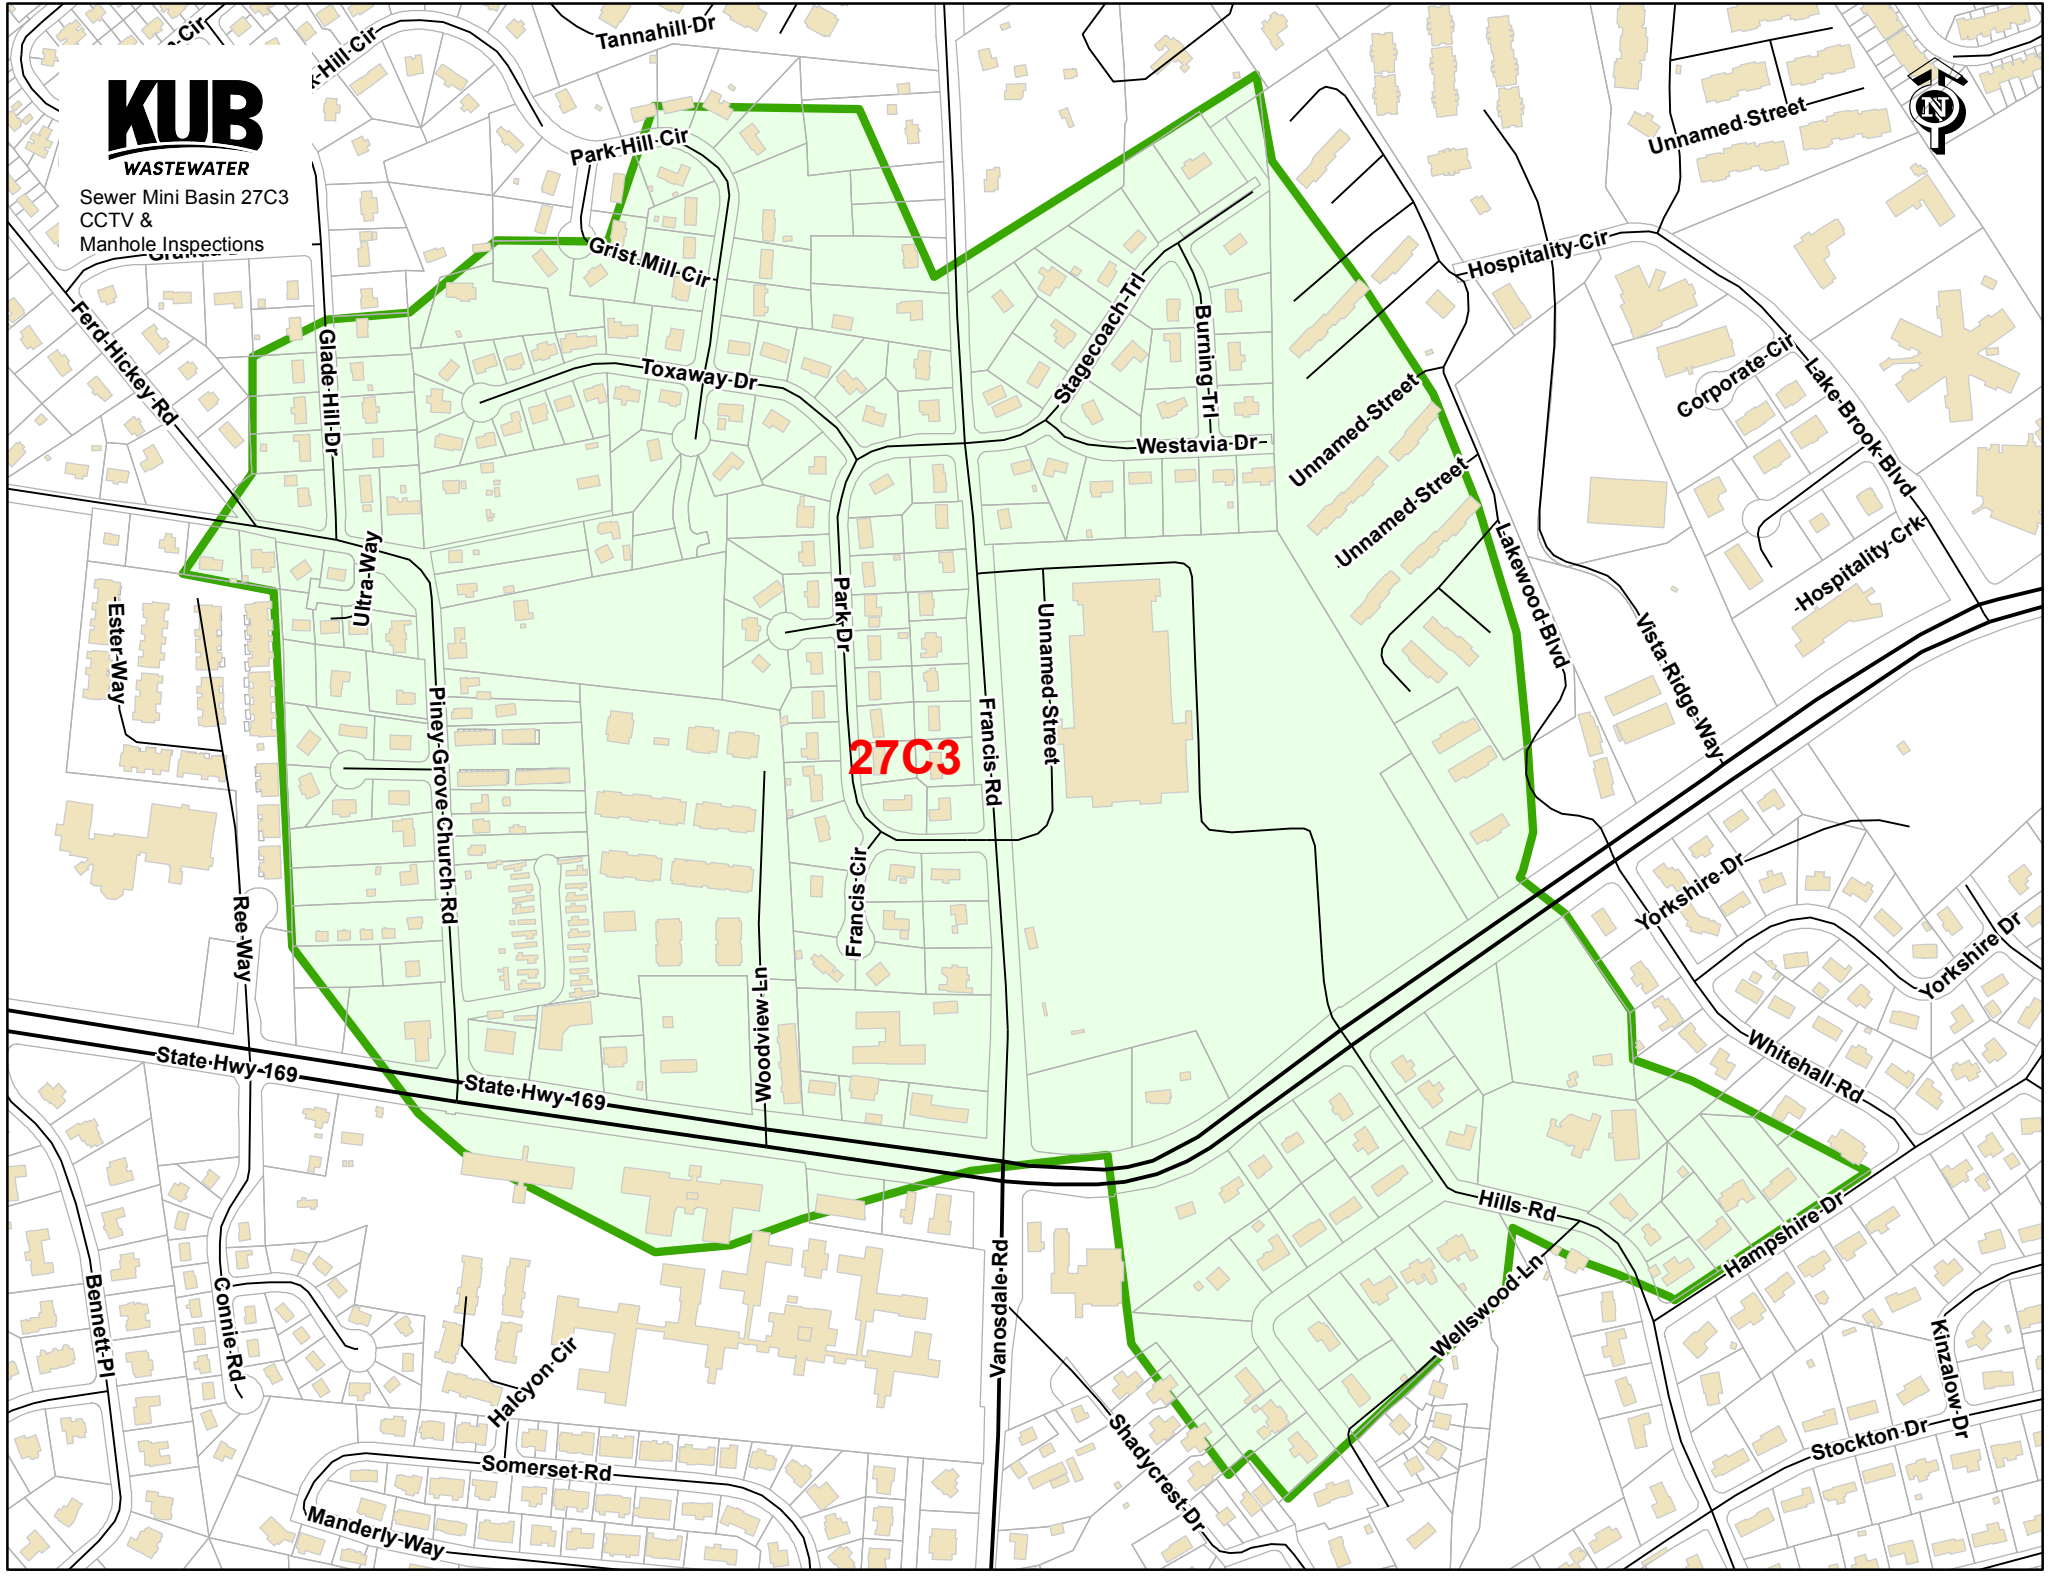 Tannahill Dr
Cir
Hill Cir
KUB
WASTEWATER
Sewer Mini Basin 27C3
CCTV &
Manhole Inspections
N
Unnamed Street
Park Hill Cir
Grist Mill Cir
Hospitality Cir
Ferd Hickey Rd
Glade Hill Dr
Toxaway Dr
Stagecoach Trl
Burning Trl
Westavia Dr
Unnamed Street
Unnamed Street
Corporate Cir
Lake Brook Blvd
Hospitality Crk
Lakewood Blvd
Vista Ridge Way
Ultra Way
Ester Way
Park Dr
Unnamed Street
Piney Grove Church Rd
Francis Rd
27C3
Francis Cir
Ree Way
Woodview Ln
Yorkshire Dr
Yorkshire Dr
Whitehall Rd
State Hwy 169
State Hwy 169
Hills Rd
Hampshire Dr
Wellswood Ln
Vanosdale Rd
Bennett Pl
Connie Rd
Halcyon Cir
Shadycrest Dr
Kinzalow Dr
Stockton Dr
Somerset Rd
Manderly Way